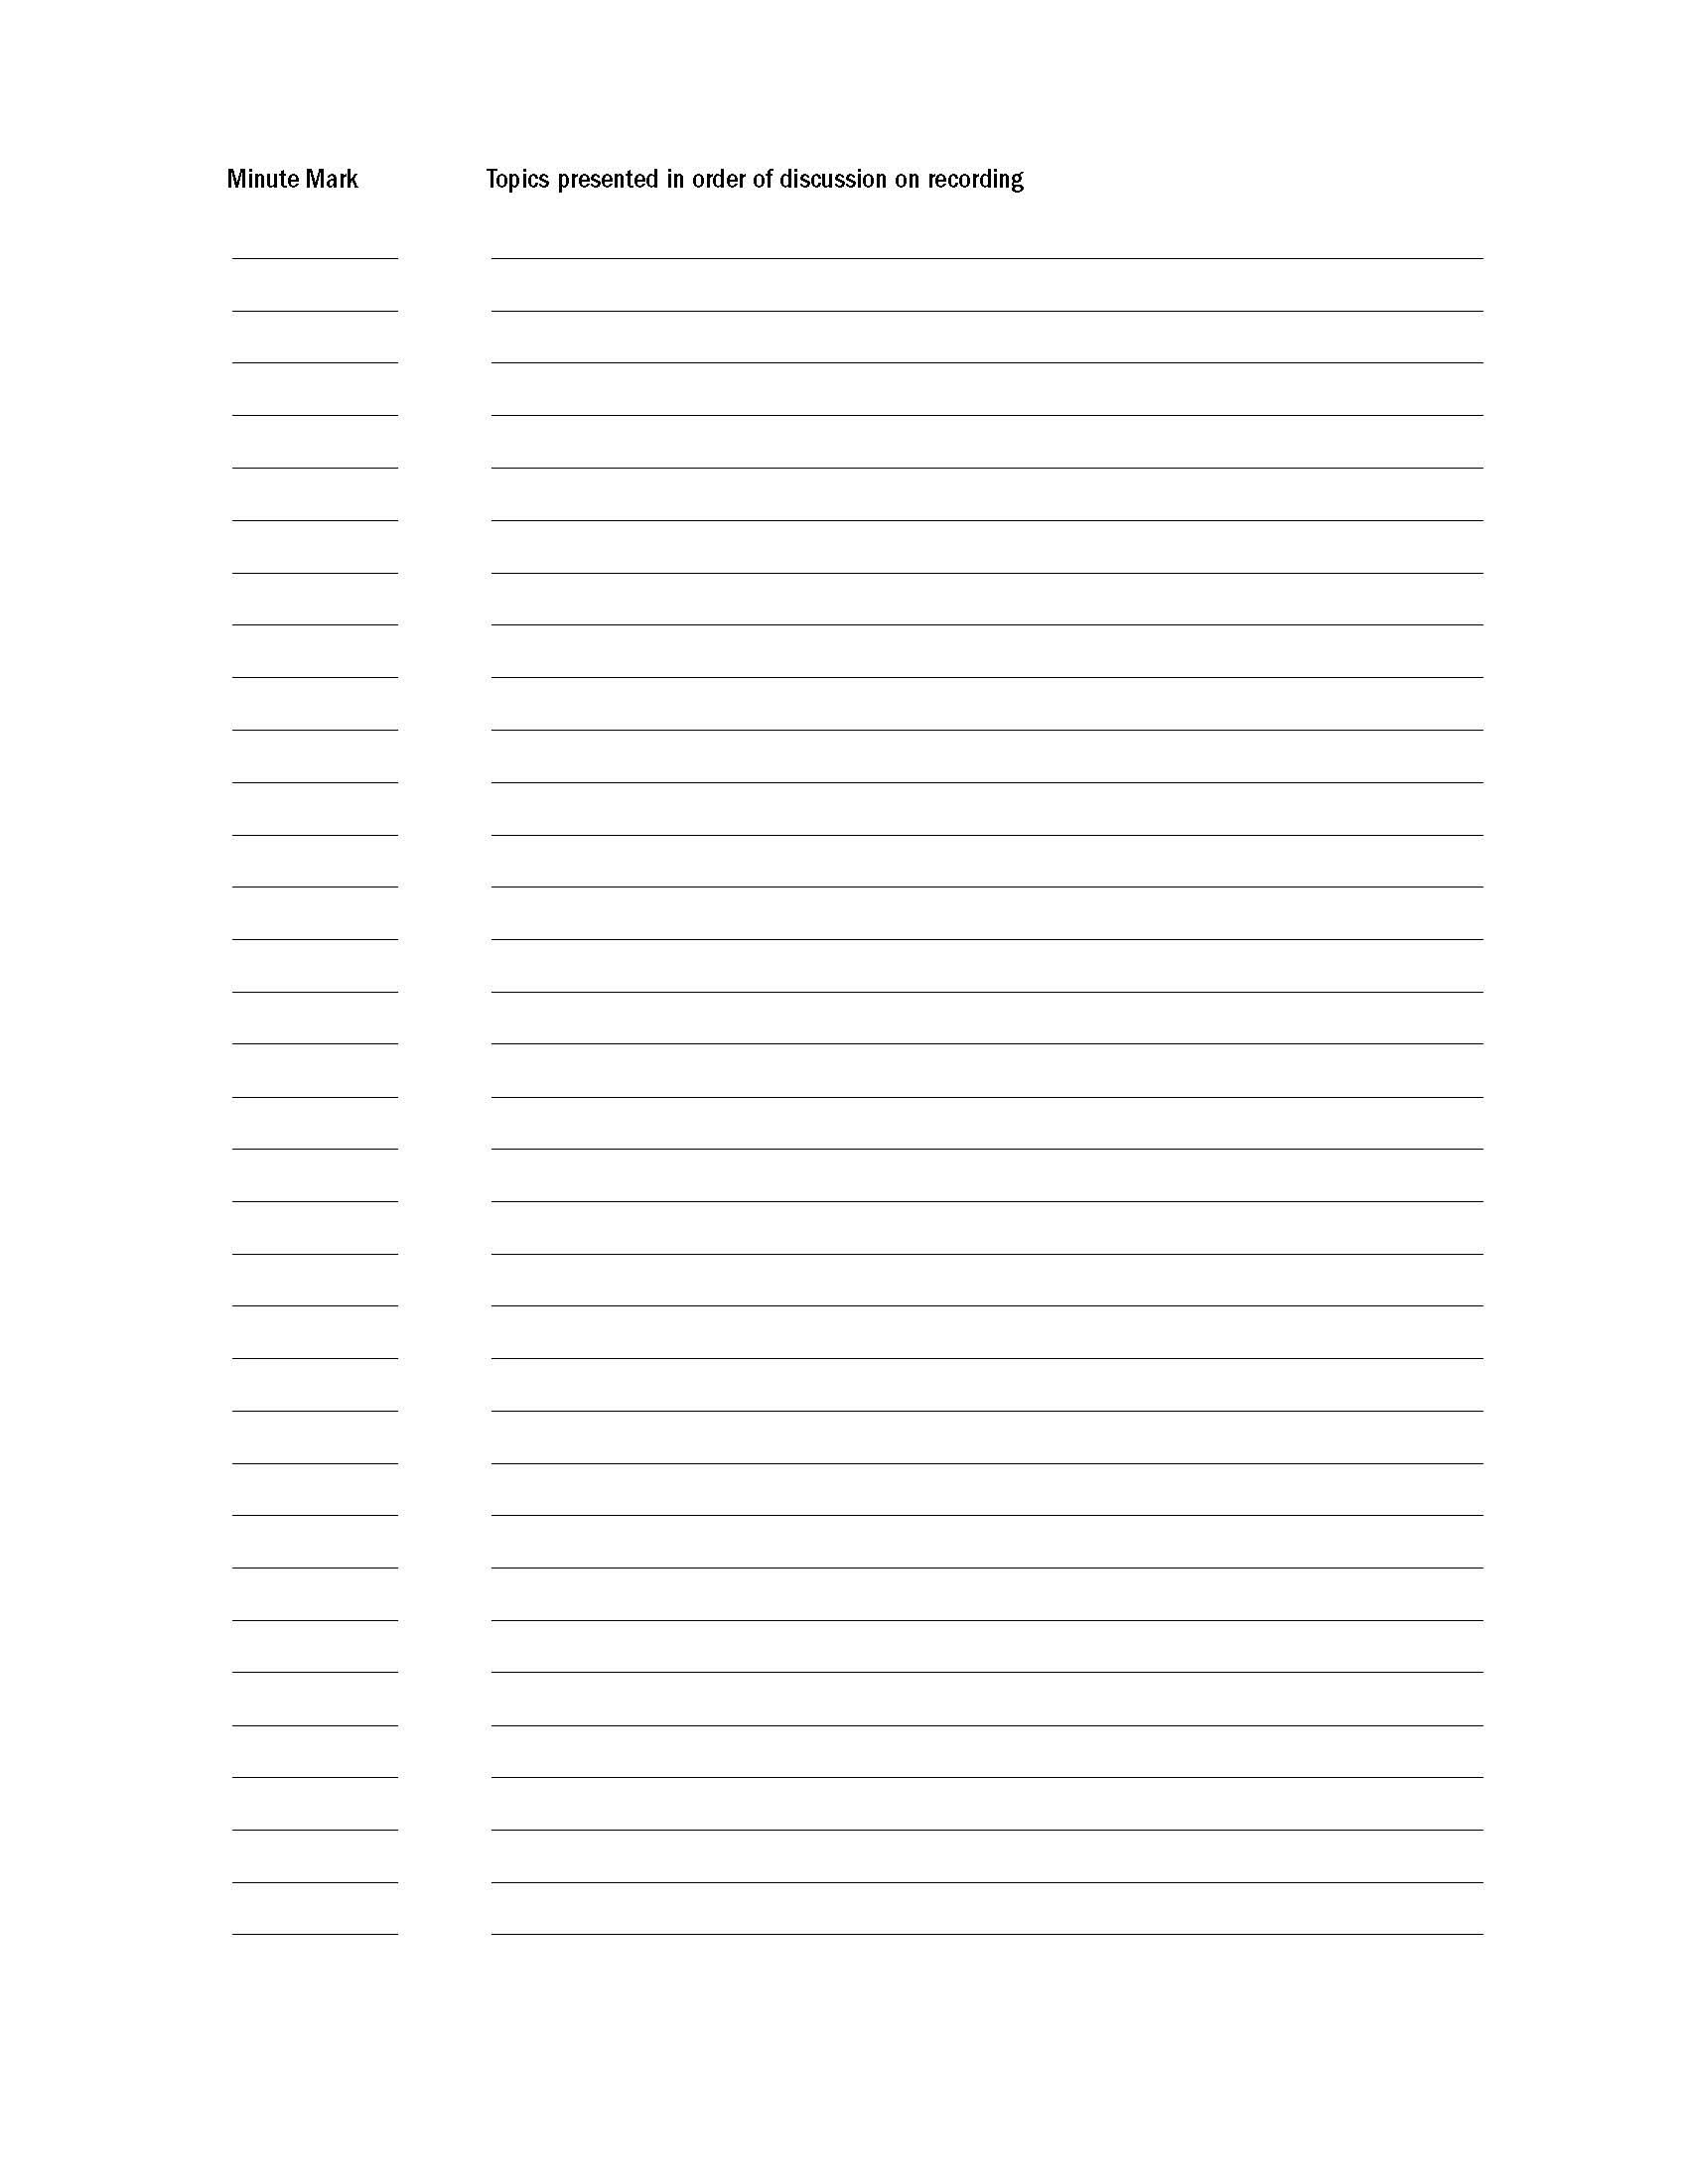 Minute Mark Topics presented in order of discussion on recording